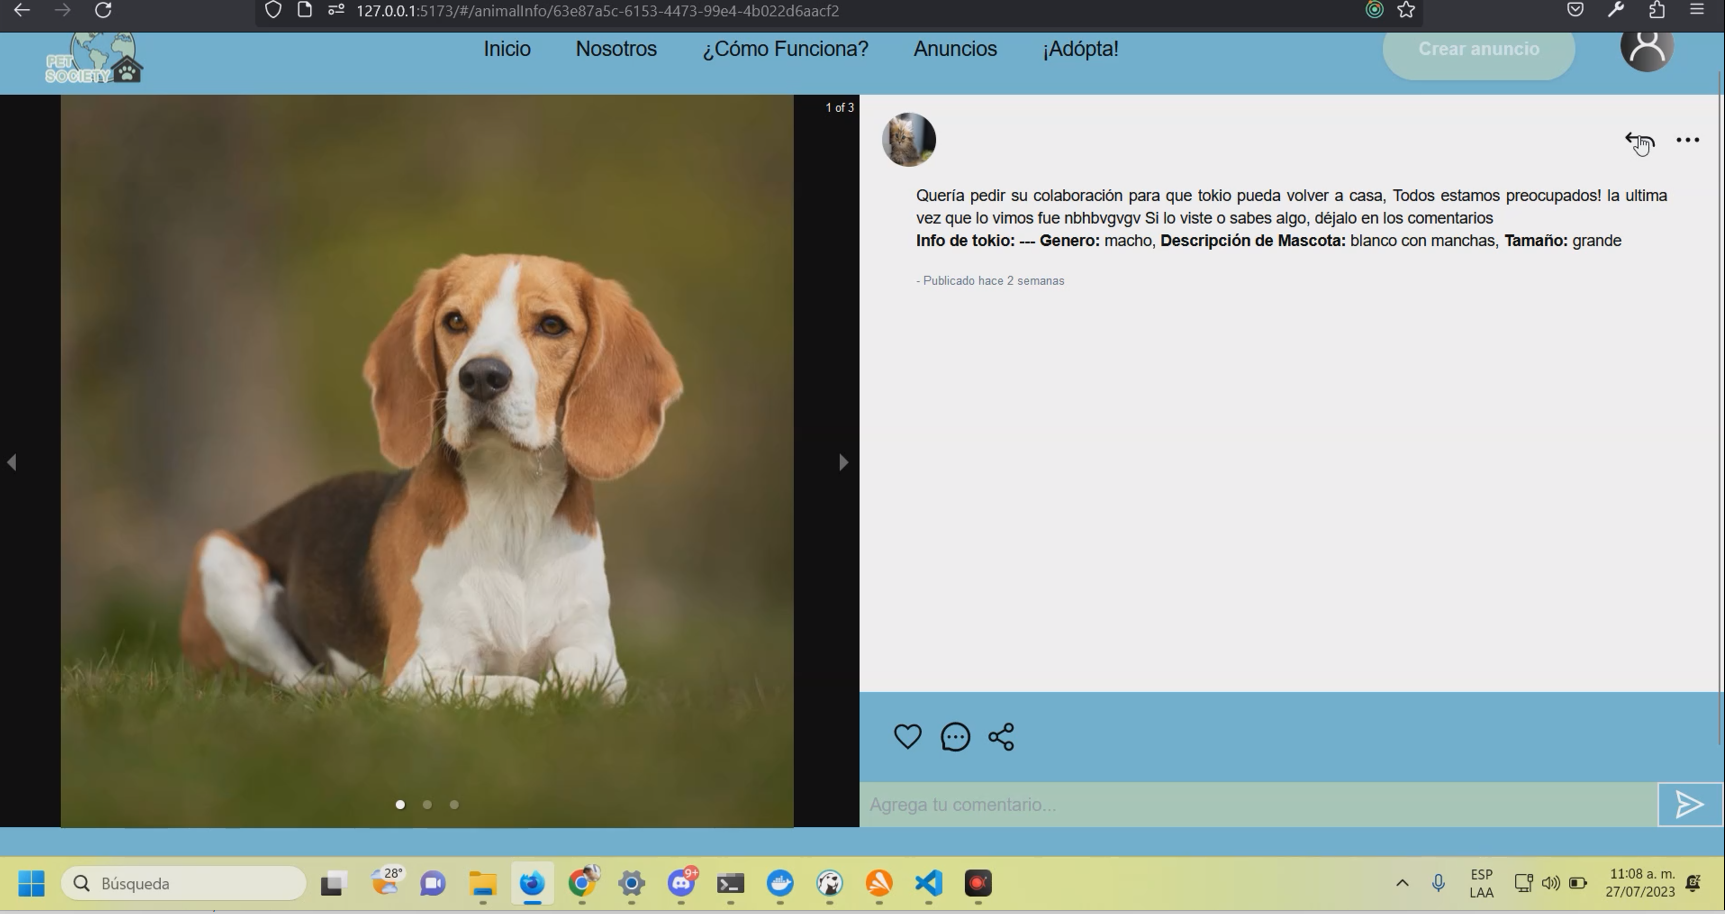 127.0.0.1:5173/#/animalInfo/63e87a5c-6153-4473-99e4-4b022d6aacf2
PET SOCIETY
Inicio Nosotros ¿Cómo Funciona? Anuncios ¡Adópta! Crear anuncio
1 of 3
Quería pedir su colaboración para que tokio pueda volver a casa, Todos estamos preocupados! la ultima
vez que lo vimos fue nbhbvgvgv Si lo viste o sabes algo, déjalo en los comentarios
Info de tokio: --- Genero: macho, Descripción de Mascota: blanco con manchas, Tamaño: grande
- Publicado hace 2 semanas
Agrega tu comentario...
Búsqueda
28°
9+
ESP
LAA
11:08 a. m.
27/07/2023